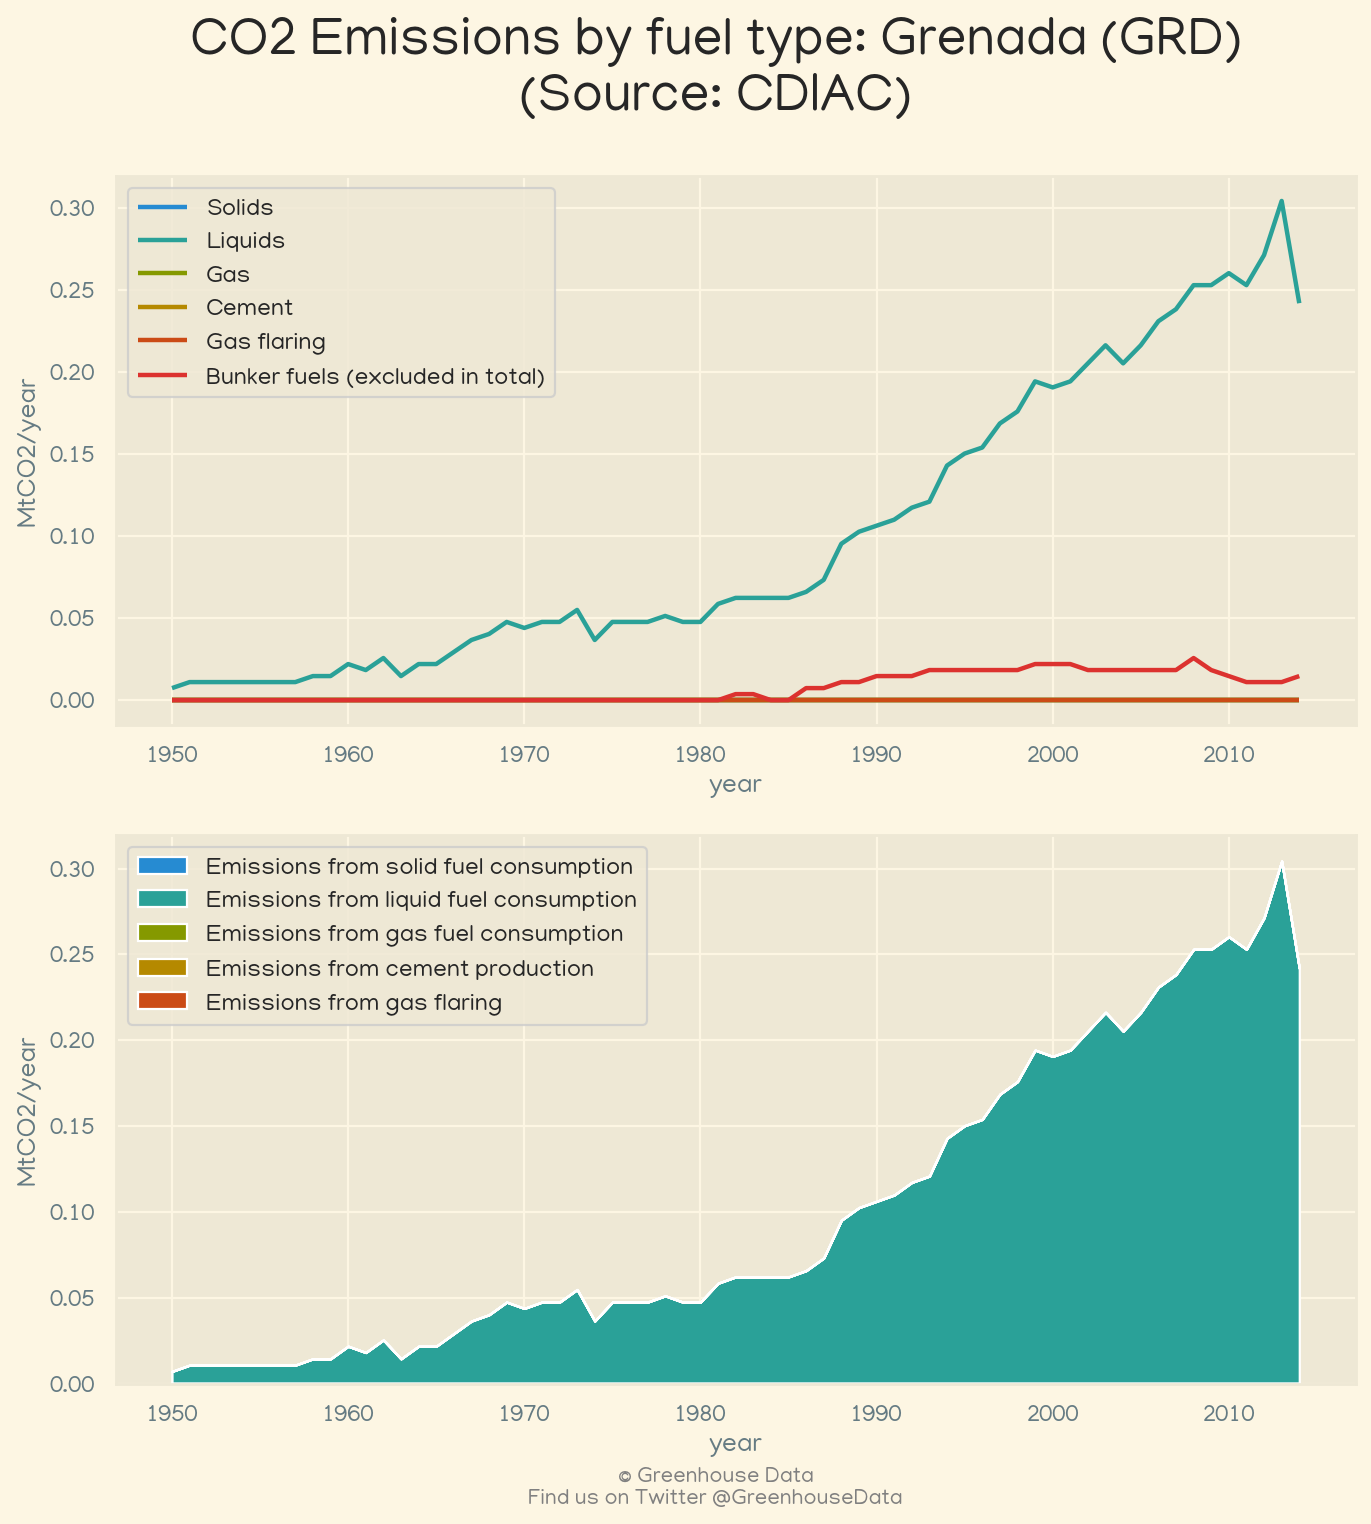 CO2 Emissions by fuel type: Grenada (GRD)
(Source: CDIAC)
0.30
0.25
0.20
0.15
0.10
0.05
0.00
MtCO2/year
Solids
Liquids
Gas
Cement
Gas flaring
Bunker fuels (excluded in total)
1950 1960 1970 1980 1990 2000 2010
year
0.30
0.25
0.20
0.15
0.10
0.05
0.00
MtCO2/year
Emissions from solid fuel consumption
Emissions from liquid fuel consumption
Emissions from gas fuel consumption
Emissions from cement production
Emissions from gas flaring
1950 1960 1970 1980 1990 2000 2010
year
© Greenhouse Data
Find us on Twitter @GreenhouseData